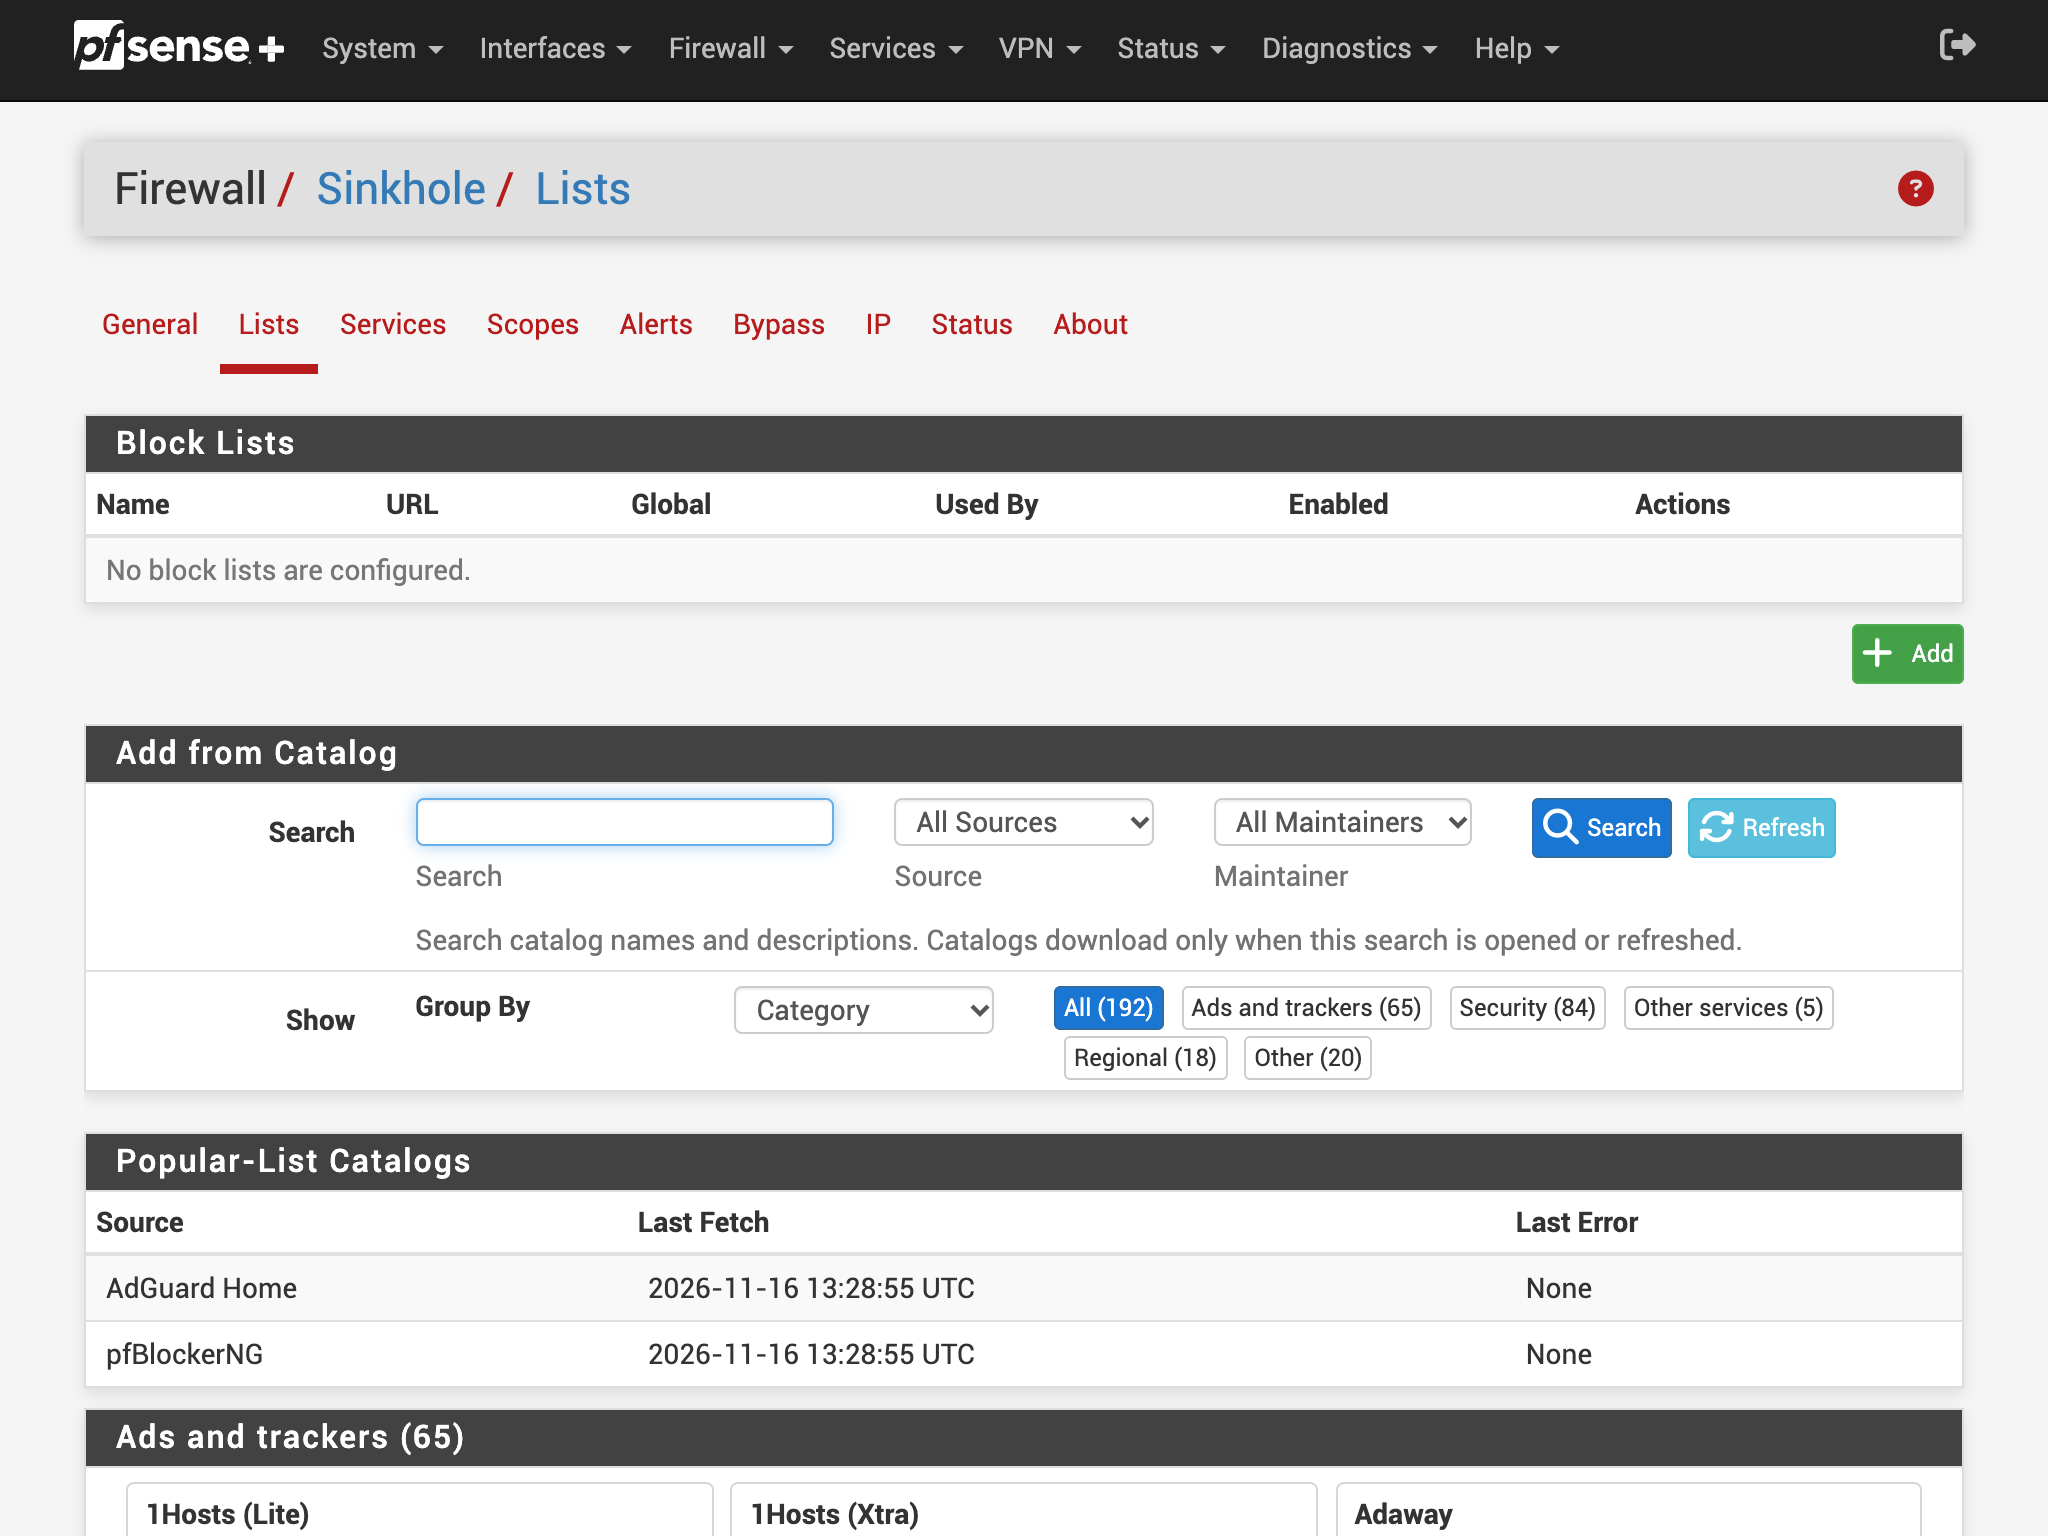 pfsense+ System Interfaces Firewall Services VPN Status Diagnostics Help
Firewall / Sinkhole / Lists ?
General Lists Services Scopes Alerts Bypass IP Status About
Block Lists
Name URL Global Used By Enabled Actions
No block lists are configured.
Add
Add from Catalog
Search All Sources All Maintainers Search Refresh
Search Source Maintainer
Search catalog names and descriptions. Catalogs download only when this search is opened or refreshed.
Show Group By Category All (192) Ads and trackers (65) Security (84) Other services (5)
Regional (18) Other (20)
Popular-List Catalogs
Source Last Fetch Last Error
AdGuard Home 2026-11-16 13:28:55 UTC None
pfBlockerNG 2026-11-16 13:28:55 UTC None
Ads and trackers (65)
1Hosts (Lite) 1Hosts (Xtra) Adaway